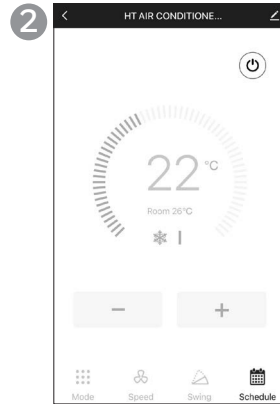 2
HT AIR CONDITIONE...
22 °C
Room 26°C
Mode Speed Swing Schedule